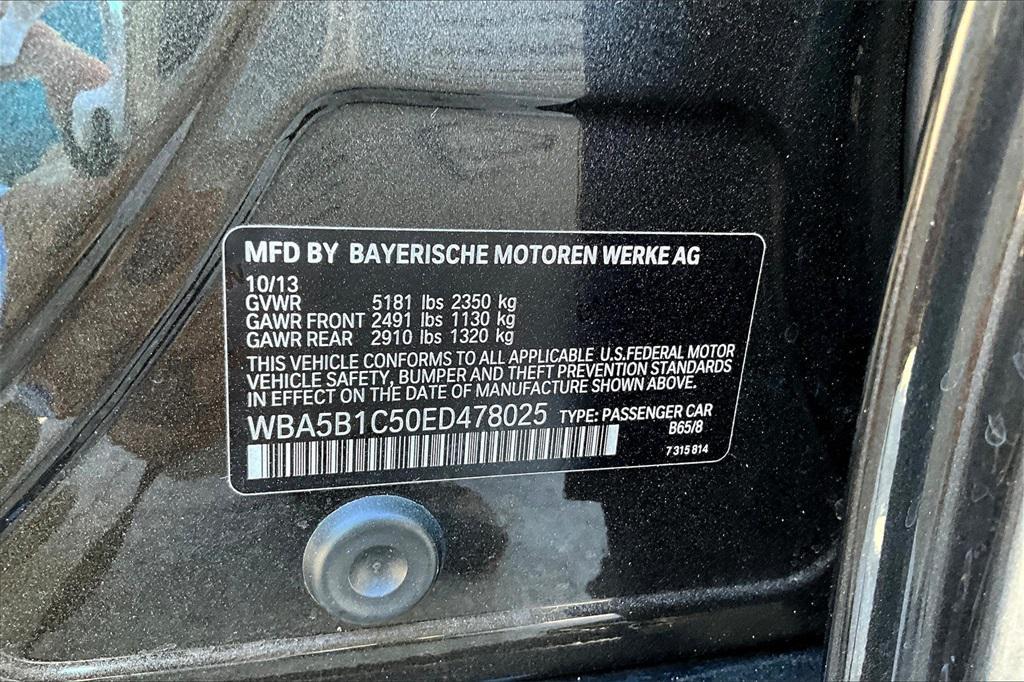 MFD BY BAYERISCHE MOTOREN WERKE AG
10/13
GVWR 5181 lbs 2350 kg
GAWR FRONT 2491 lbs 1130 kg
GAWR REAR 2910 lbs 1320 kg
THIS VEHICLE CONFORMS TO ALL APPLICABLE U.S.FEDERAL MOTOR
VEHICLE SAFETY, BUMPER AND THEFT PREVENTION STANDARDS
IN EFFECT ON THE DATE OF MANUFACTURE SHOWN ABOVE.
WBA5B1C50ED478025 TYPE: PASSENGER CAR
B65/8
7 315 814